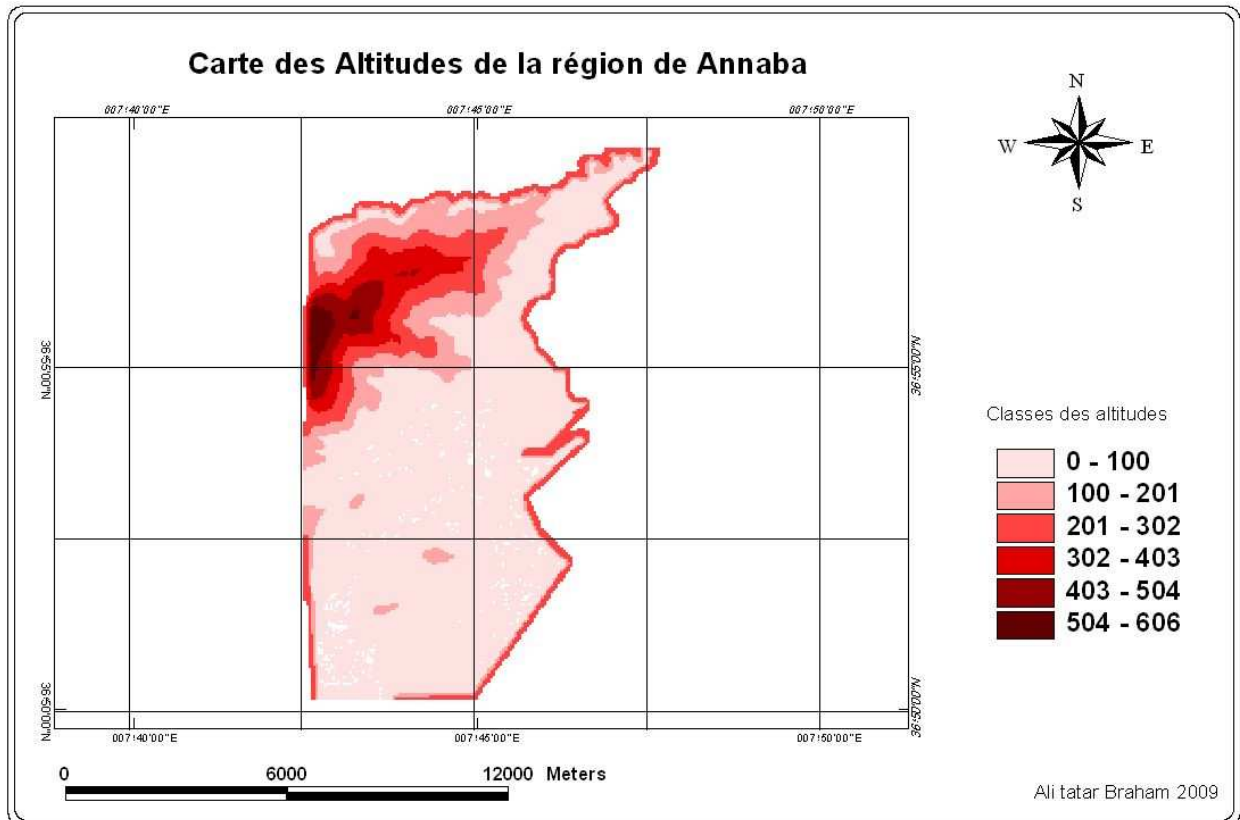 Carte des Altitudes de la région de Annaba
N
W E
S
007°40'00"E 007°45'00"E 007°50'00"E
36°55'00"N 36°55'00"N
36°50'00"N 36°50'00"N
007°40'00"E 007°45'00"E 007°50'00"E
Classes des altitudes
0 - 100
100 - 201
201 - 302
302 - 403
403 - 504
504 - 606
0 6000 12000 Meters
Ali tatar Braham 2009